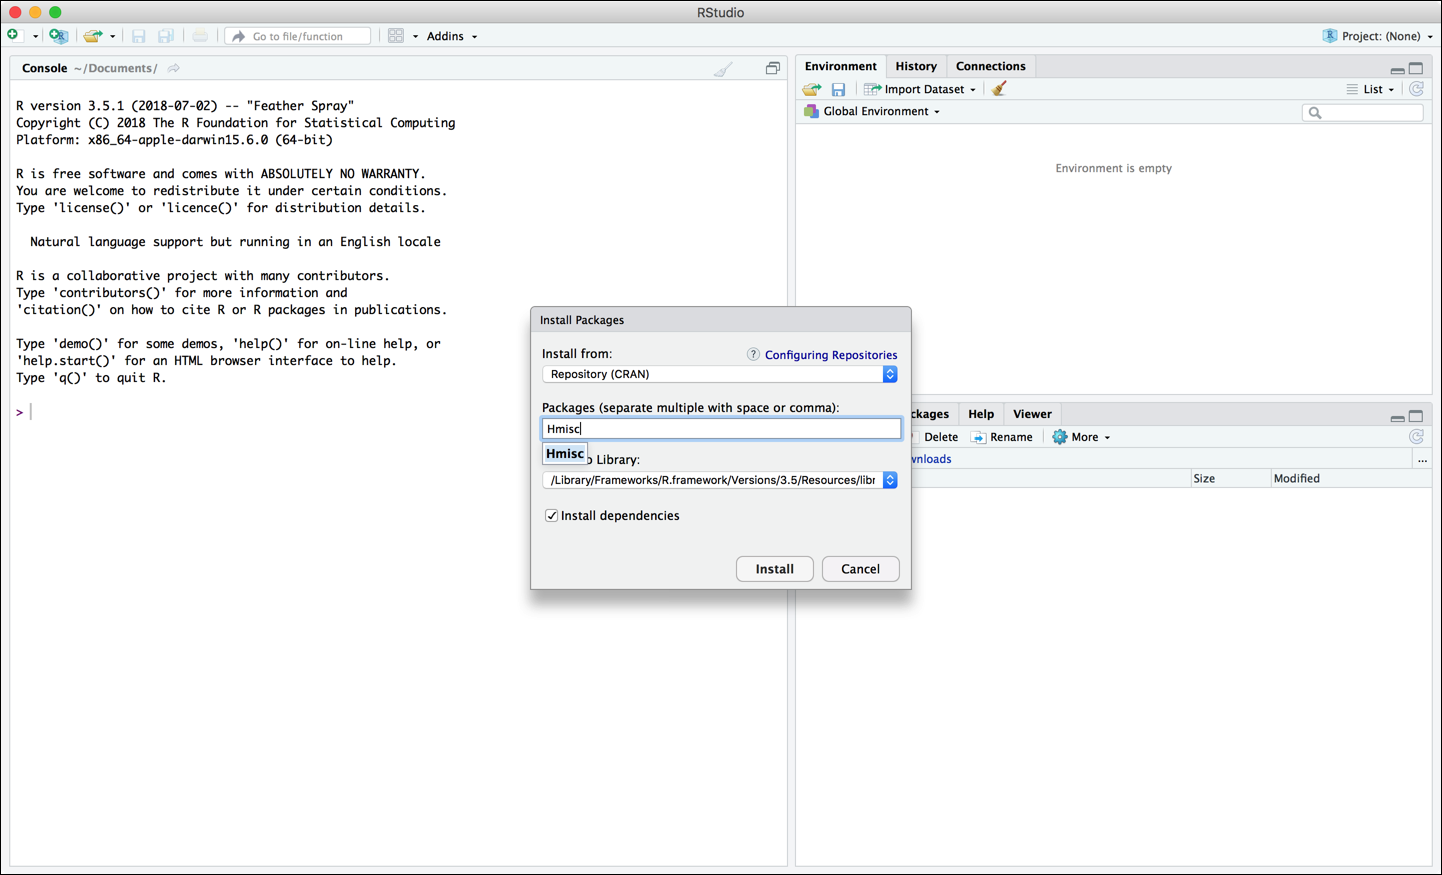 RStudio
Go to file/function
Addins
Project: (None)
Console ~/Documents/
R version 3.5.1 (2018-07-02) -- "Feather Spray"
Copyright (C) 2018 The R Foundation for Statistical Computing
Platform: x86_64-apple-darwin15.6.0 (64-bit)
R is free software and comes with ABSOLUTELY NO WARRANTY.
You are welcome to redistribute it under certain conditions.
Type 'license()' or 'licence()' for distribution details.
Natural language support but running in an English locale
R is a collaborative project with many contributors.
Type 'contributors()' for more information and
'citation()' on how to cite R or R packages in publications.
Type 'demo()' for some demos, 'help()' for on-line help, or
'help.start()' for an HTML browser interface to help.
Type 'q()' to quit R.
>
Environment History Connections
Import Dataset List
Global Environment
Environment is empty
Install Packages
Install from: ? Configuring Repositories
Repository (CRAN)
Packages (separate multiple with space or comma):
Hmisc
Hmisc
o Library:
/Library/Frameworks/R.framework/Versions/3.5/Resources/libr
Install dependencies
Install Cancel
ckages Help Viewer
Delete Rename More
wnloads ...
Size Modified